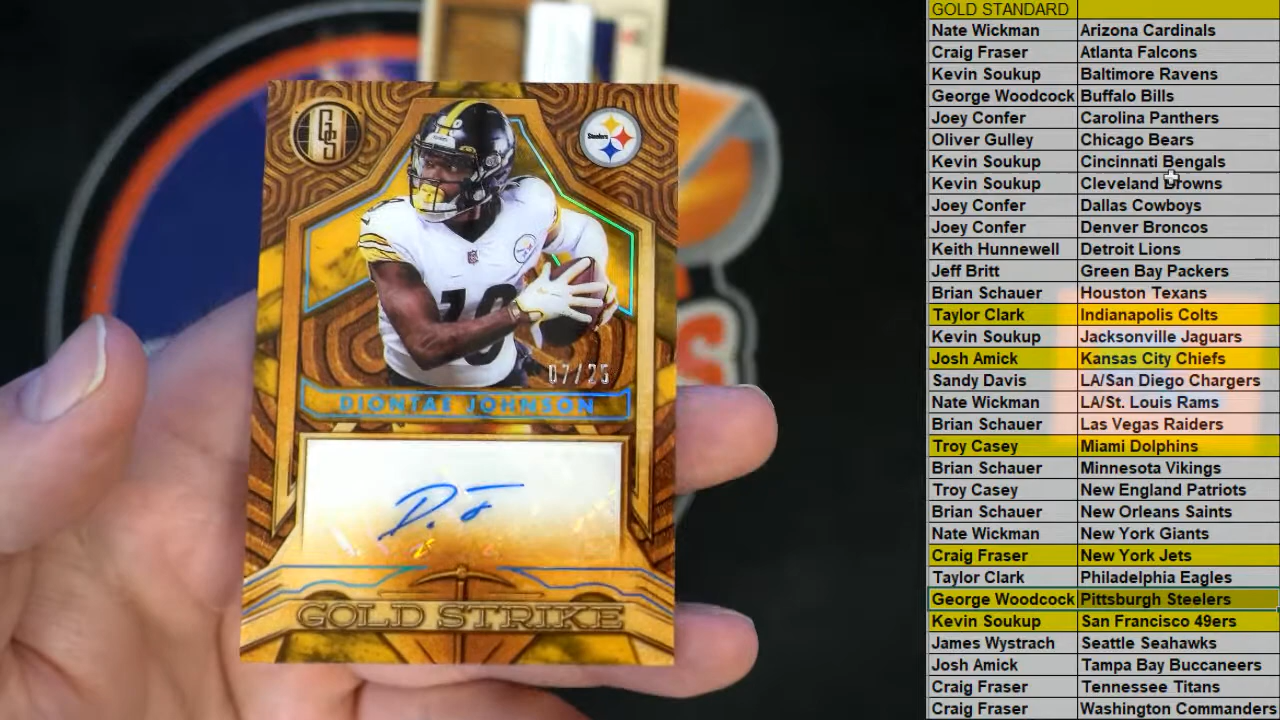 GS
Steelers
18
07/25
DIONTAE JOHNSON
D. J
GOLD STRIKE
GOLD STANDARD
Nate Wickman Arizona Cardinals
Craig Fraser Atlanta Falcons
Kevin Soukup Baltimore Ravens
George Woodcock Buffalo Bills
Joey Confer Carolina Panthers
Oliver Gulley Chicago Bears
Kevin Soukup Cincinnati Bengals
Kevin Soukup Cleveland Browns
Joey Confer Dallas Cowboys
Joey Confer Denver Broncos
Keith Hunnewell Detroit Lions
Jeff Britt Green Bay Packers
Brian Schauer Houston Texans
Taylor Clark Indianapolis Colts
Kevin Soukup Jacksonville Jaguars
Josh Amick Kansas City Chiefs
Sandy Davis LA/San Diego Chargers
Nate Wickman LA/St. Louis Rams
Brian Schauer Las Vegas Raiders
Troy Casey Miami Dolphins
Brian Schauer Minnesota Vikings
Troy Casey New England Patriots
Brian Schauer New Orleans Saints
Nate Wickman New York Giants
Craig Fraser New York Jets
Taylor Clark Philadelphia Eagles
George Woodcock Pittsburgh Steelers
Kevin Soukup San Francisco 49ers
James Wystrach Seattle Seahawks
Josh Amick Tampa Bay Buccaneers
Craig Fraser Tennessee Titans
Craig Fraser Washington Commanders